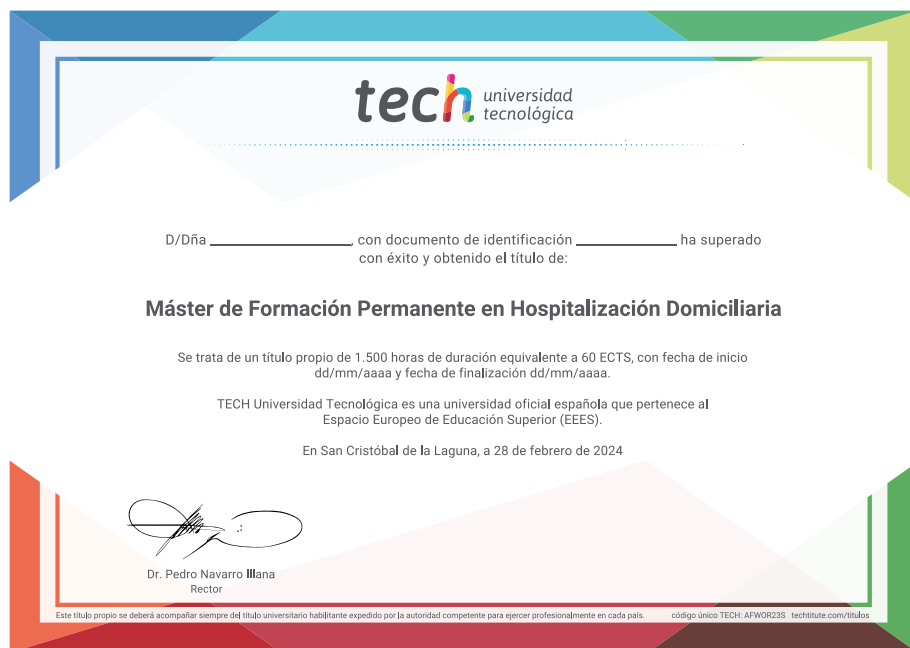 tech universidad
tecnológica
D/Dña ______________, con documento de identificación __________ ha superado
con éxito y obtenido el título de:
Máster de Formación Permanente en Hospitalización Domiciliaria
Se trata de un título propio de 1.500 horas de duración equivalente a 60 ECTS, con fecha de inicio
dd/mm/aaaa y fecha de finalización dd/mm/aaaa.
TECH Universidad Tecnológica es una universidad oficial española que pertenece al
Espacio Europeo de Educación Superior (EEES).
En San Cristóbal de la Laguna, a 28 de febrero de 2024
Dr. Pedro Navarro Illana
Rector
Este título propio se deberá acompañar siempre del título universitario habilitante expedido por la autoridad competente para ejercer profesionalmente en cada país. código único TECH: AFWOR23S techtitute.com/titulos